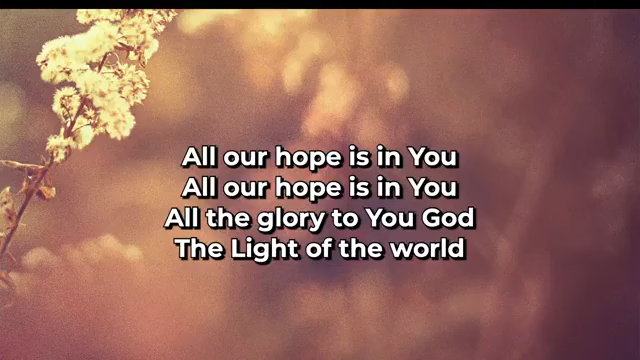 All our hope is in You
All our hope is in You
All the glory to You God
The Light of the world